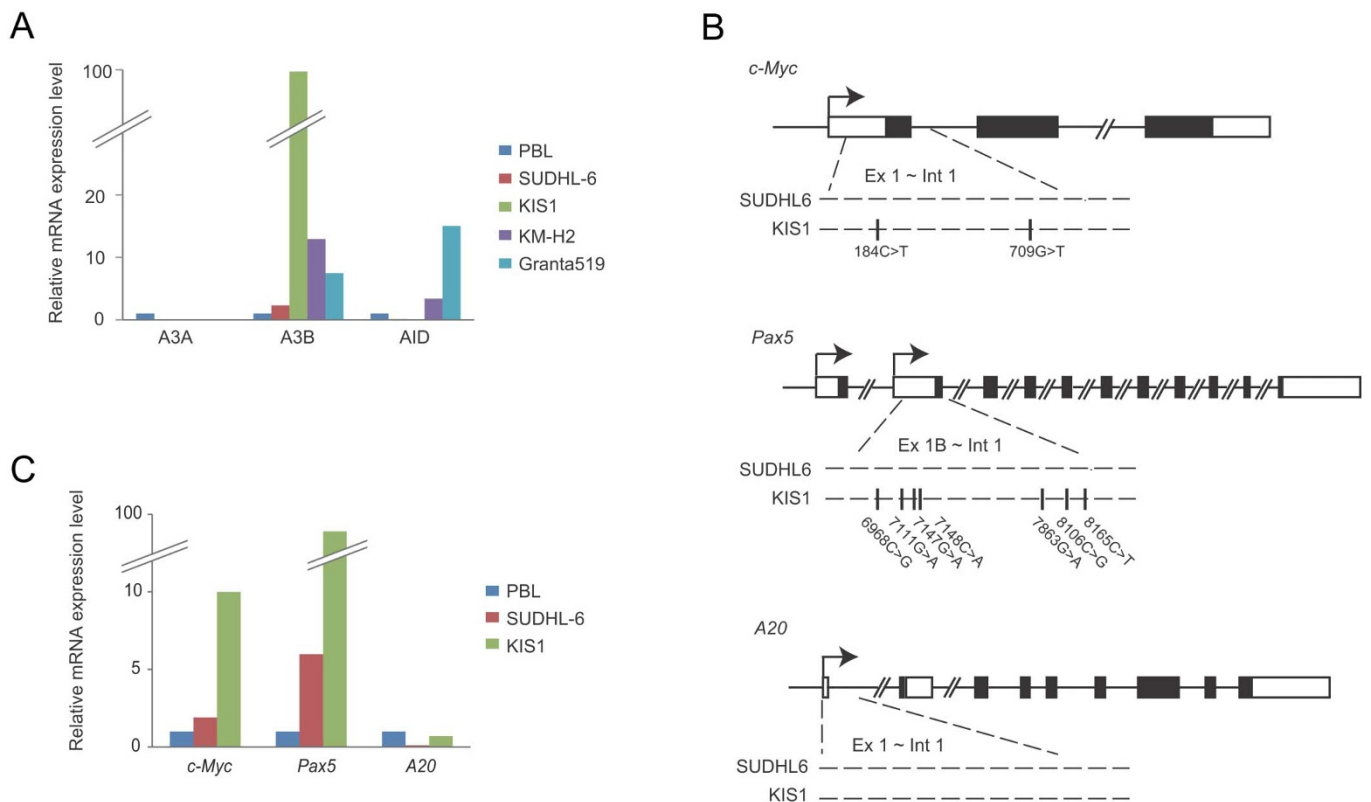 A
Relative mRNA expression level
100
20
10
0
A3A A3B AID
PBL
SUDHL-6
KIS1
KM-H2
Granta519
B
c-Myc
Ex 1 ~ Int 1
SUDHL6
KIS1
184C>T 709G>T
Pax5
Ex 1B ~ Int 1
SUDHL6
KIS1
6968C>G
7111G>A
7147G>A
7148C>A
7863G>A
8106C>G
8165C>T
A20
Ex 1 ~ Int 1
SUDHL6
KIS1
C
Relative mRNA expression level
100
10
5
0
c-Myc Pax5 A20
PBL
SUDHL-6
KIS1